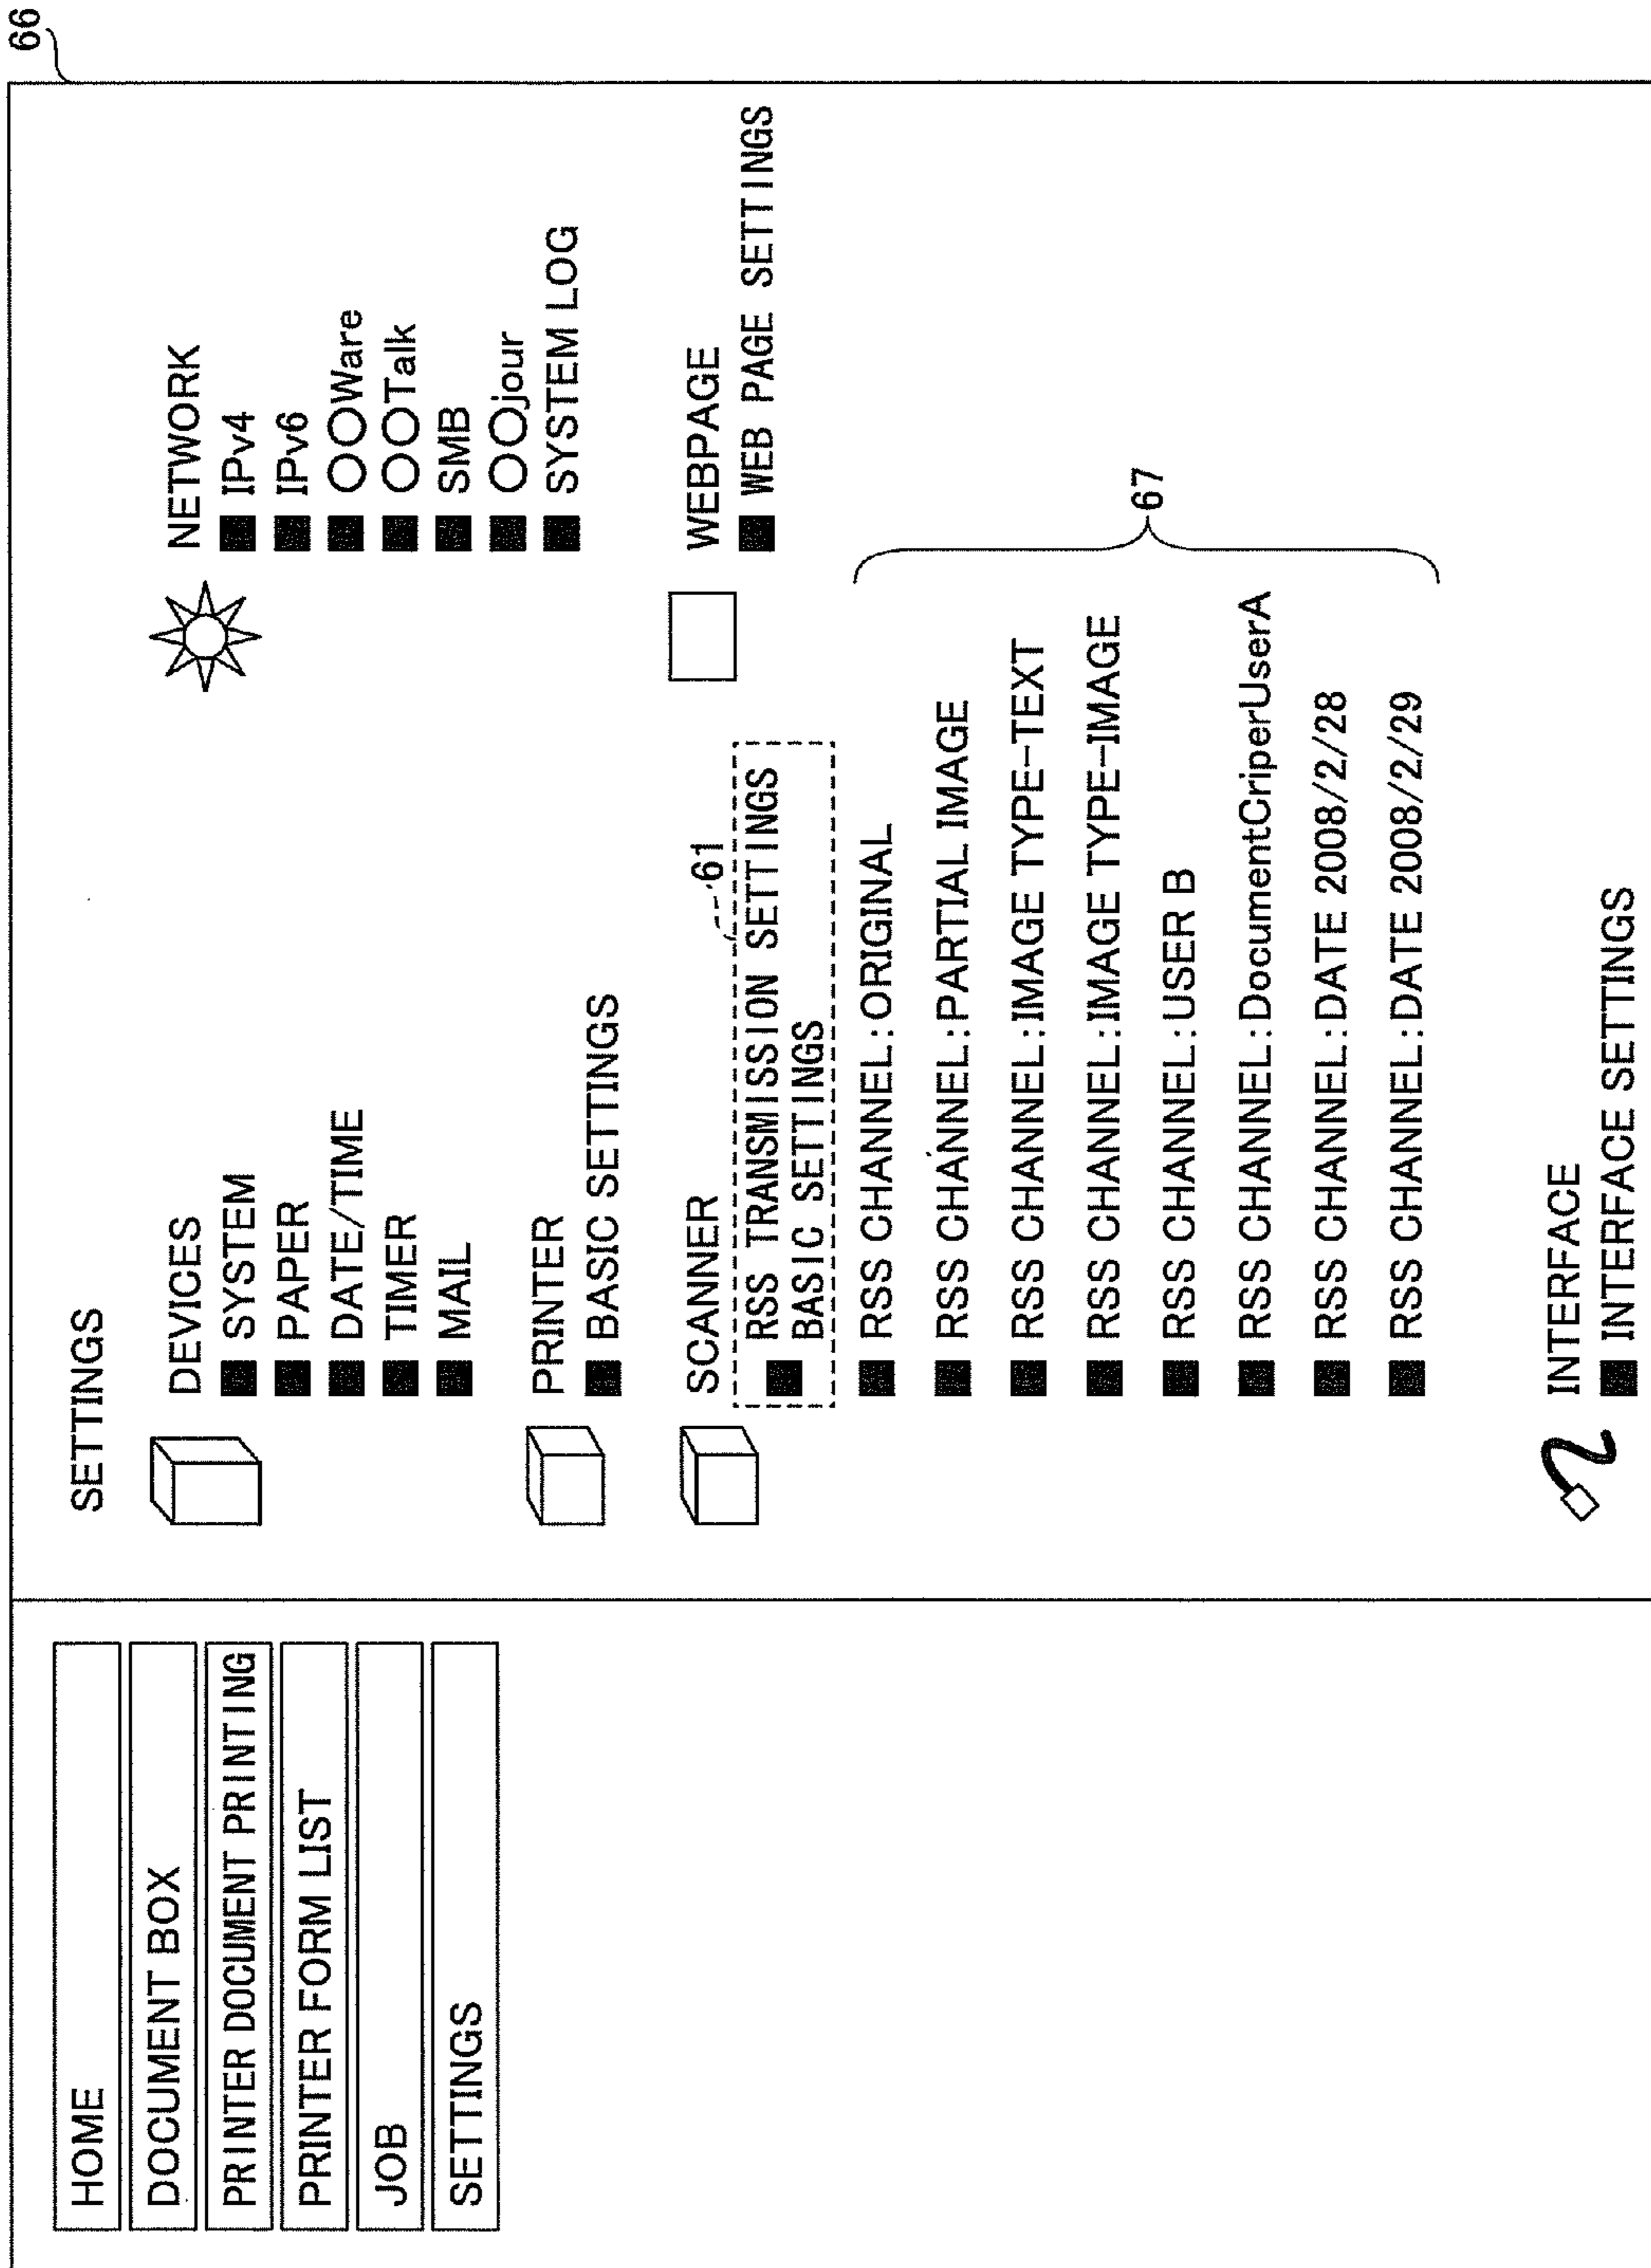 66
HOME
DOCUMENT BOX
PRINTER DOCUMENT PRINTING
PRINTER FORM LIST
JOB
SETTINGS
SETTINGS
DEVICES
SYSTEM
PAPER
DATE/TIME
TIMER
MAIL
PRINTER
BASIC SETTINGS
SCANNER
61
RSS TRANSMISSION SETTINGS
BASIC SETTINGS
RSS CHANNEL::ORIGINAL
RSS CHANNEL::PARTIAL IMAGE
RSS CHANNEL::IMAGE TYPE-TEXT
RSS CHANNEL::IMAGE TYPE-IMAGE
RSS CHANNEL::USER B
RSS CHANNEL::DocumentCriperUserA
RSS CHANNEL::DATE 2008/2/28
RSS CHANNEL::DATE 2008/2/29
67
INTERFACE
INTERFACE SETTINGS
NETWORK
IPv4
IPv6
○○Ware
○○Talk
SMB
○○jour
SYSTEM LOG
WEBPAGE
WEB PAGE SETTINGS